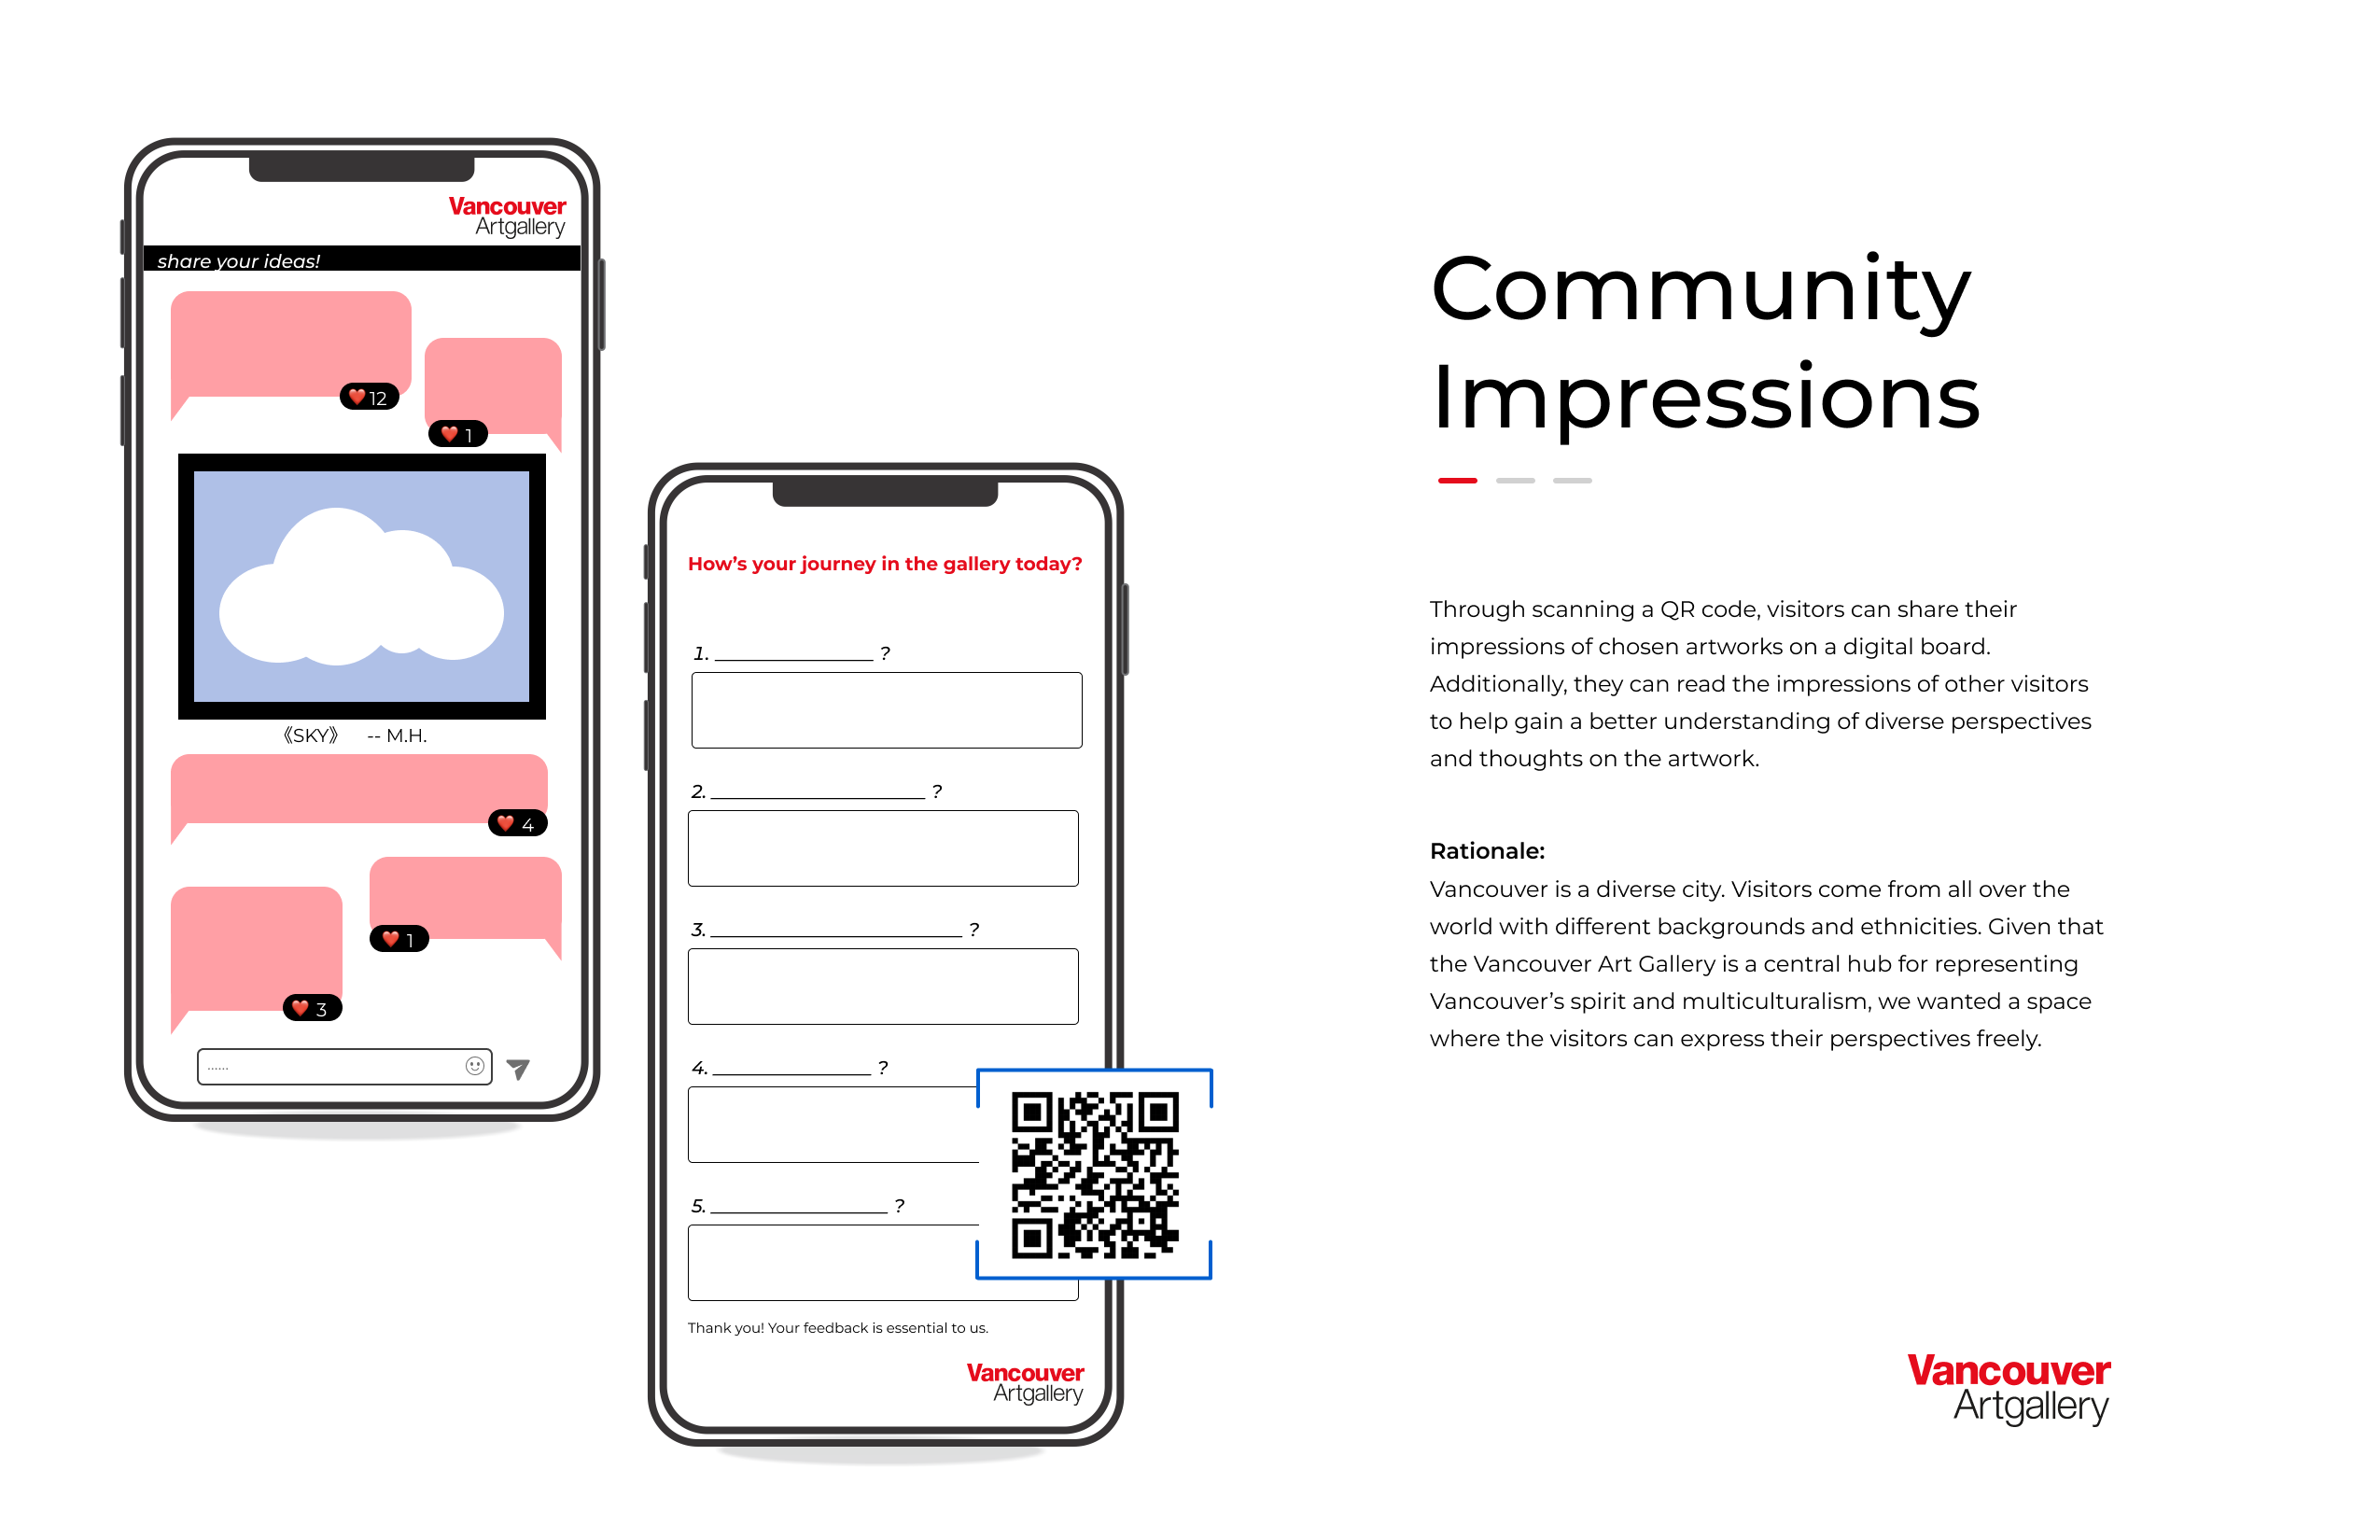 Vancouver
Artgallery
share your ideas!
12
1
《SKY》 -- M.H.
4
1
3
......
How’s your journey in the gallery today?
1. ______________ ?
2. ___________________ ?
3. ______________________ ?
4. ______________ ?
5. ________________ ?
Thank you! Your feedback is essential to us.
Vancouver
Artgallery
Community
Impressions
Through scanning a QR code, visitors can share their
impressions of chosen artworks on a digital board.
Additionally, they can read the impressions of other visitors
to help gain a better understanding of diverse perspectives
and thoughts on the artwork.
Rationale:
Vancouver is a diverse city. Visitors come from all over the
world with different backgrounds and ethnicities. Given that
the Vancouver Art Gallery is a central hub for representing
Vancouver’s spirit and multiculturalism, we wanted a space
where the visitors can express their perspectives freely.
Vancouver
Artgallery